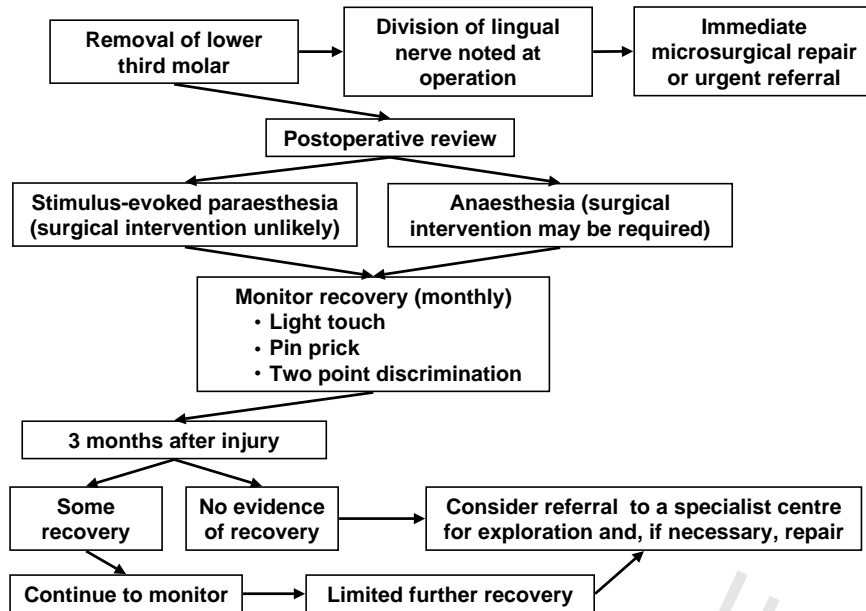 Removal of lower
third molar
Division of lingual
nerve noted at
operation
Immediate
microsurgical repair
or urgent referral
Postoperative review
Stimulus-evoked paraesthesia
(surgical intervention unlikely)
Anaesthesia (surgical
intervention may be required)
Monitor recovery (monthly)
・Light touch
・Pin prick
・Two point discrimination
3 months after injury
Some
recovery
No evidence
of recovery
Consider referral to a specialist centre
for exploration and, if necessary, repair
Continue to monitor
Limited further recovery